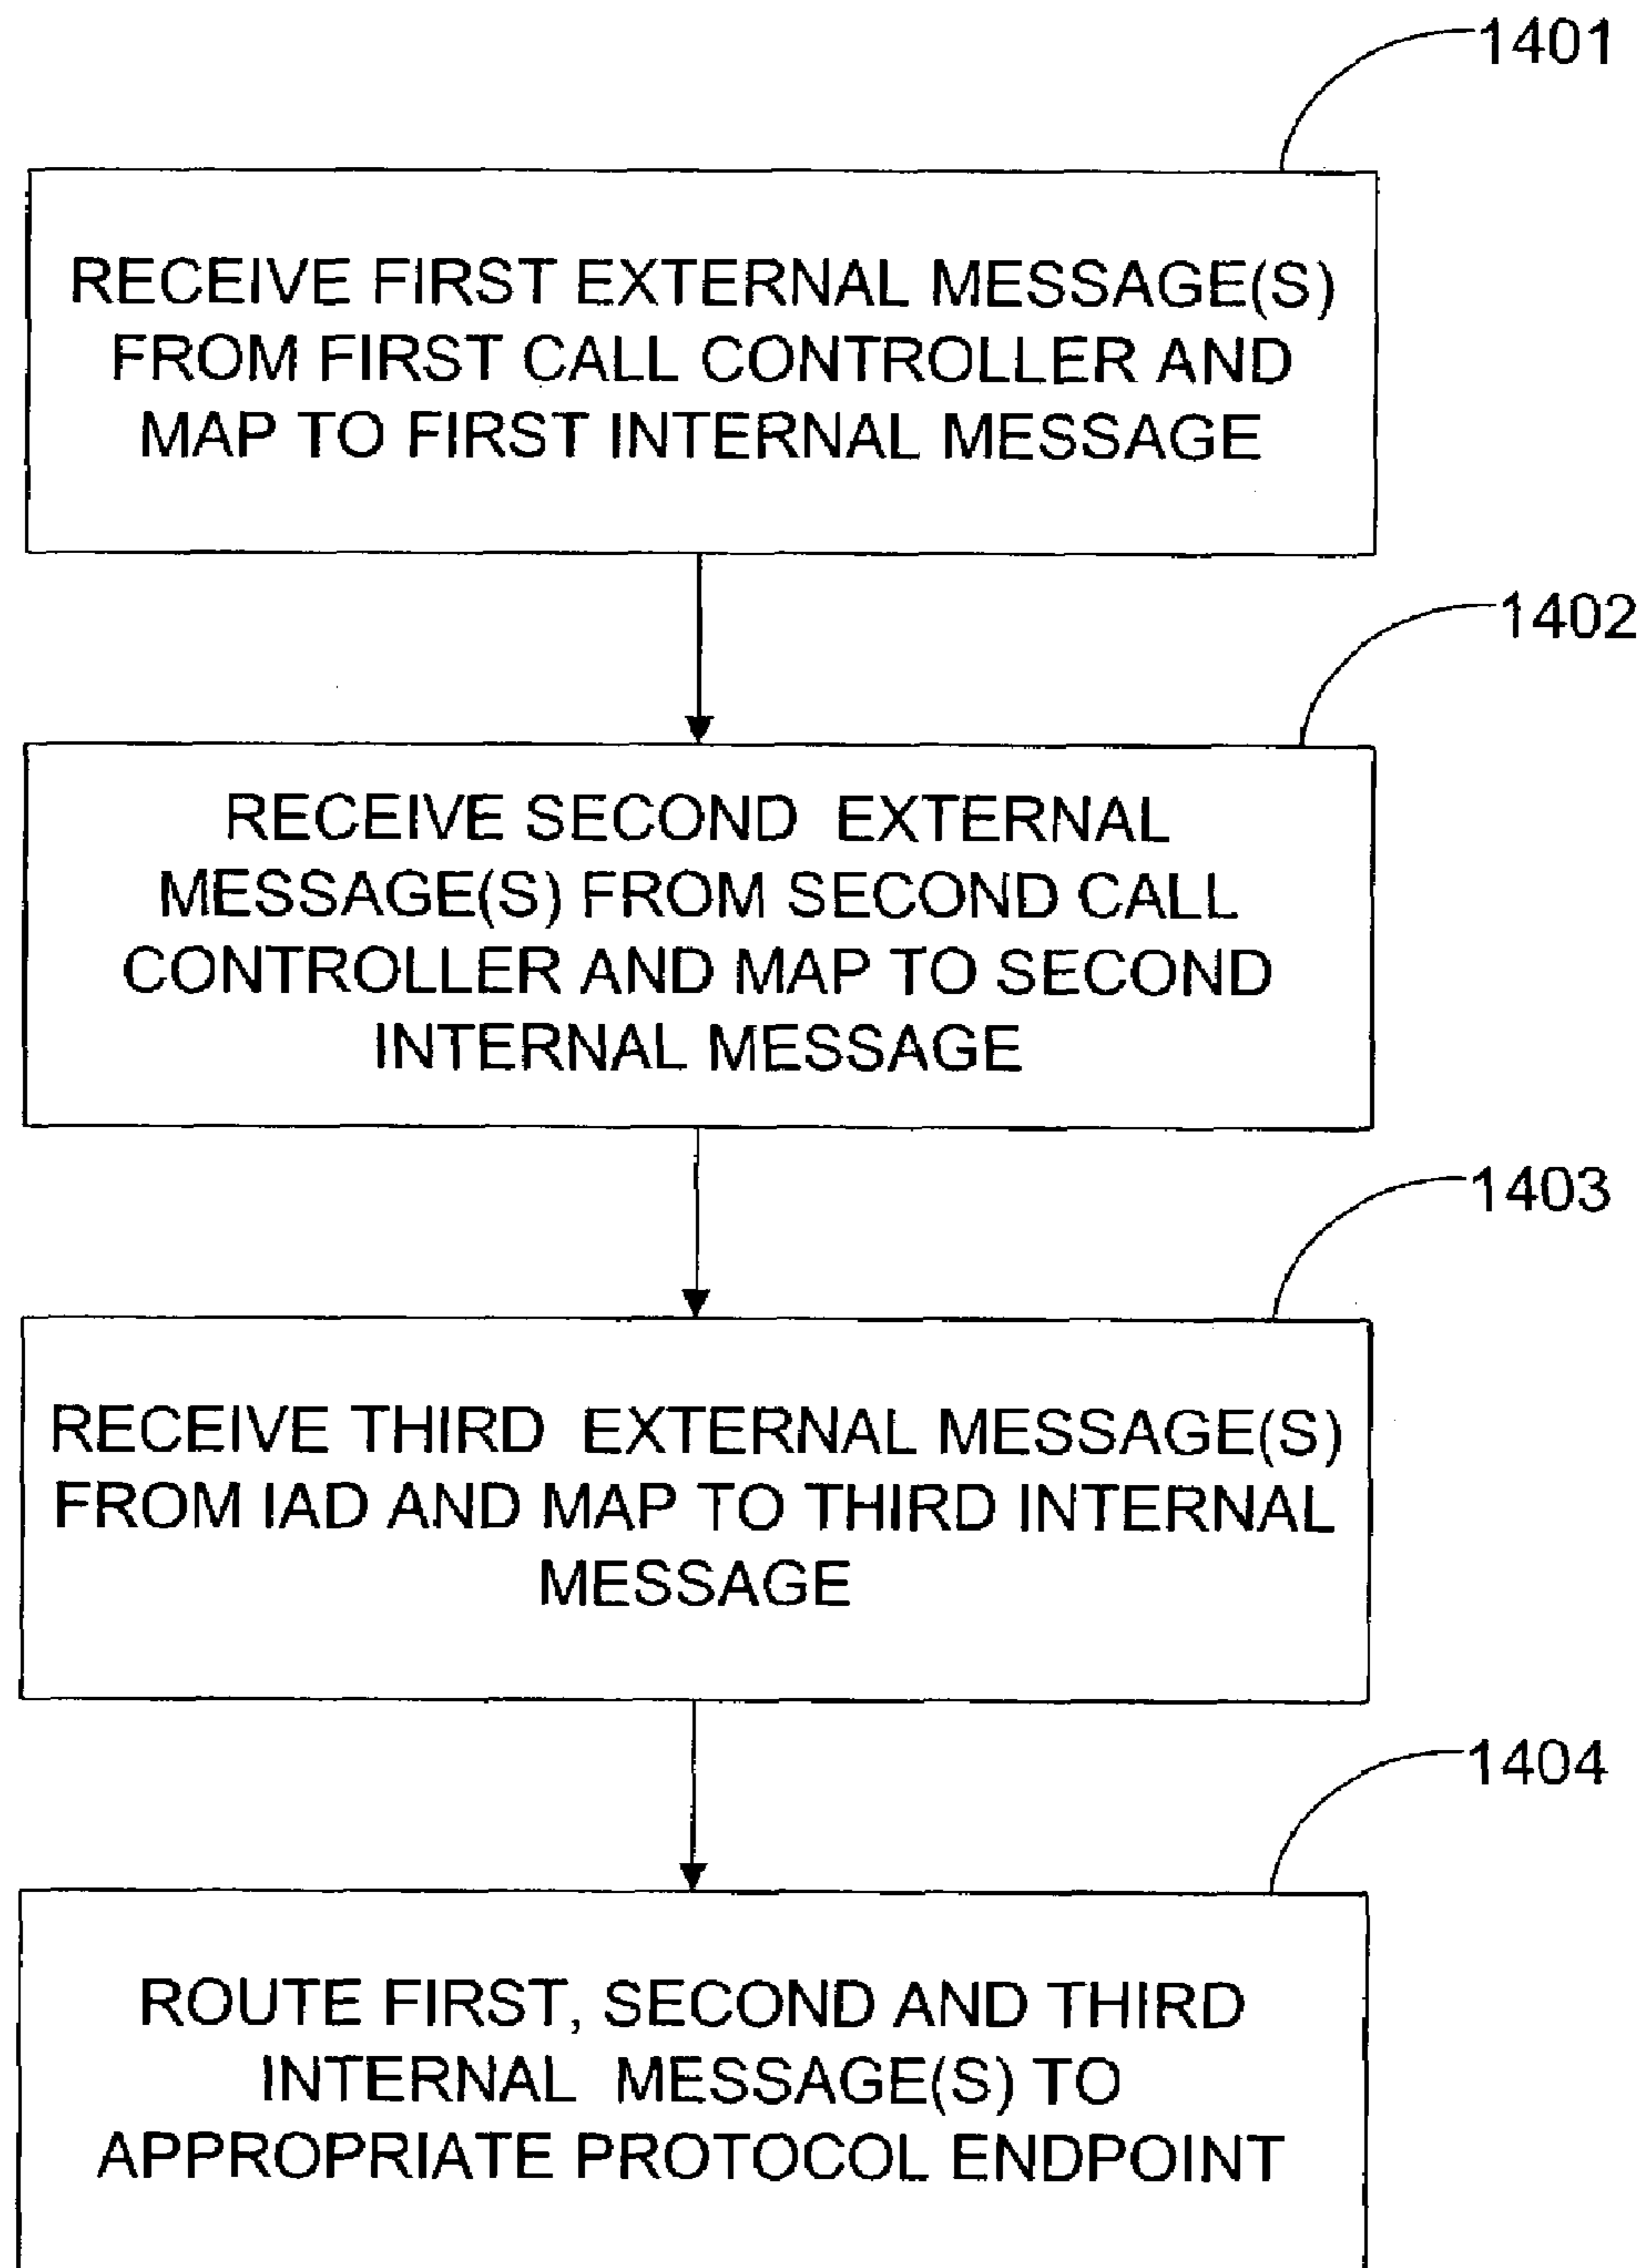 1401
RECEIVE FIRST EXTERNAL MESSAGE(S)
FROM FIRST CALL CONTROLLER AND
MAP TO FIRST INTERNAL MESSAGE
1402
RECEIVE SECOND EXTERNAL
MESSAGE(S) FROM SECOND CALL
CONTROLLER AND MAP TO SECOND
INTERNAL MESSAGE
1403
RECEIVE THIRD EXTERNAL MESSAGE(S)
FROM IAD AND MAP TO THIRD INTERNAL
MESSAGE
1404
ROUTE FIRST, SECOND AND THIRD
INTERNAL MESSAGE(S) TO
APPROPRIATE PROTOCOL ENDPOINT